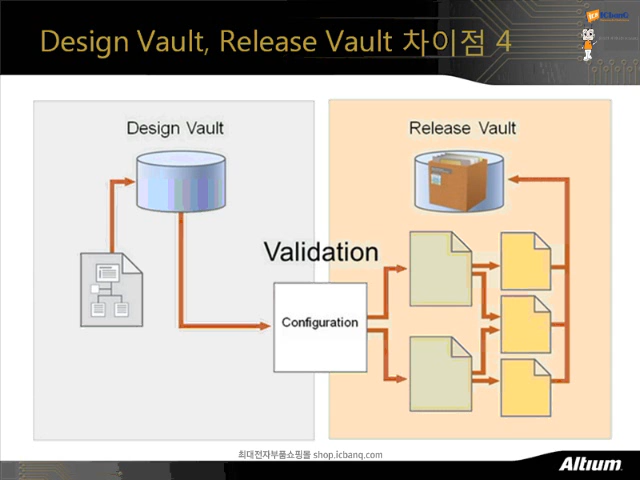 Design Vault, Release Vault 차이점 4
ICbanQ
Design Vault
Release Vault
Validation
Configuration
최대전자부품쇼핑몰 shop.icbanq.com
Altium